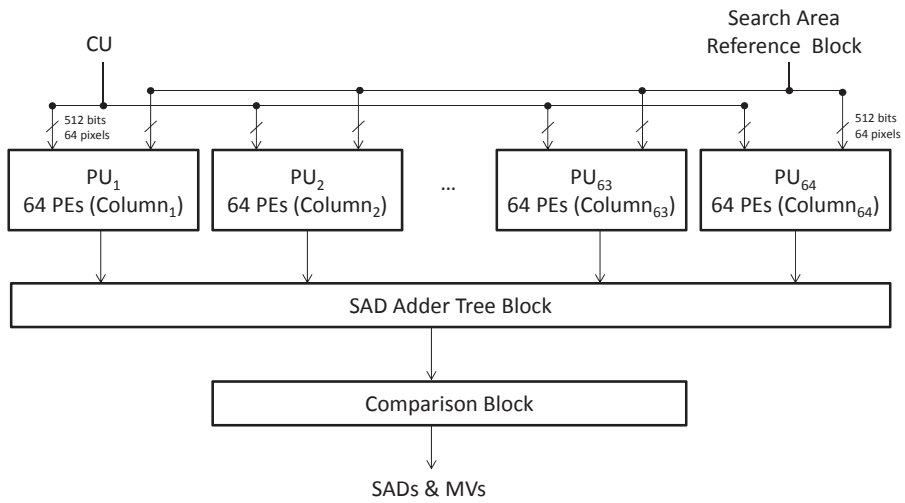 CU
Search Area
Reference Block
512 bits
64 pixels
512 bits
64 pixels
PU1
64 PEs (Column1)
PU2
64 PEs (Column2)
...
PU63
64 PEs (Column63)
PU64
64 PEs (Column64)
SAD Adder Tree Block
Comparison Block
SADs & MVs